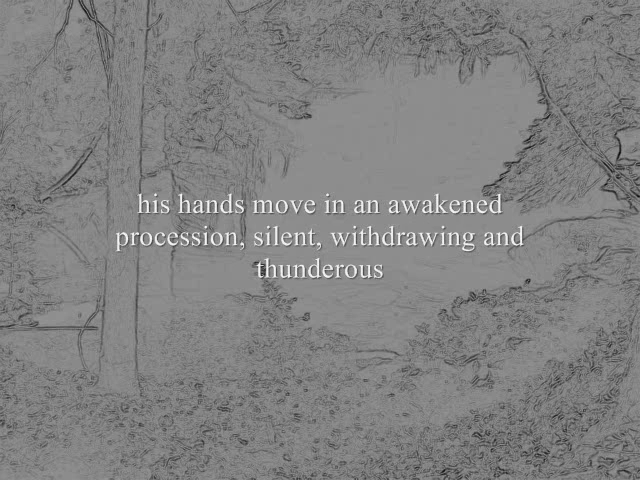 his hands move in an awakened
procession, silent, withdrawing and
thunderous